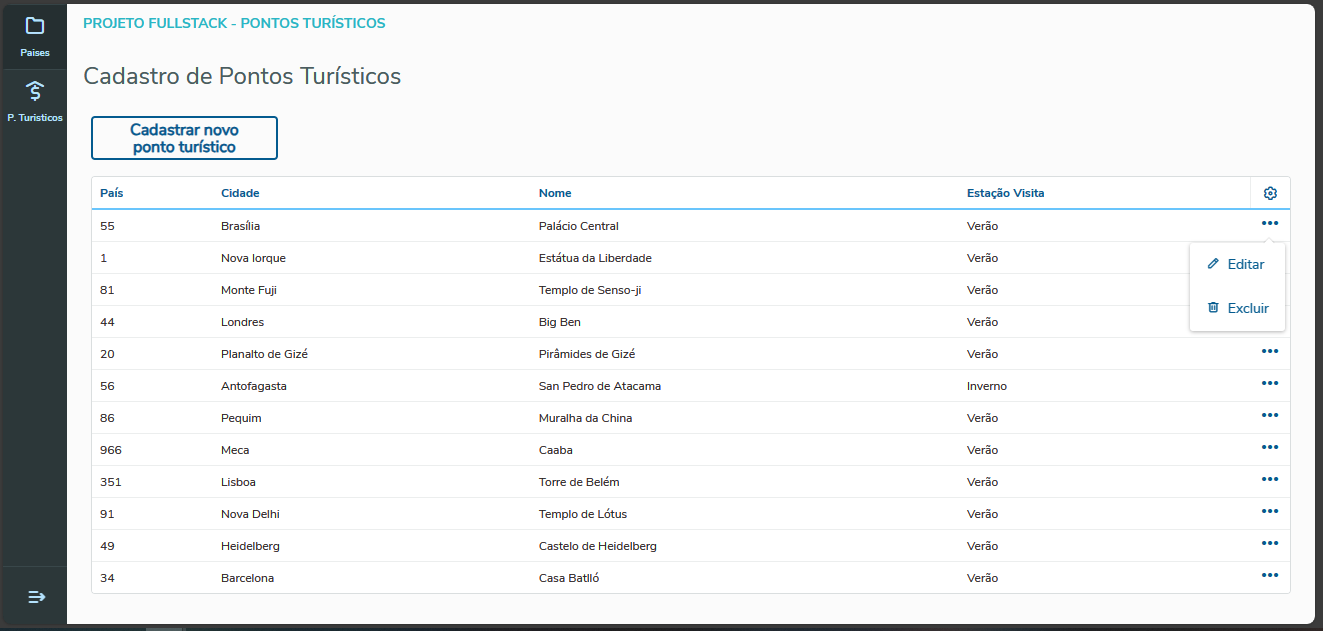 PROJETO FULLSTACK - PONTOS TURÍSTICOS
Países
P. Turísticos
Cadastro de Pontos Turísticos
Cadastrar novo
ponto turístico
País Cidade Nome Estação Visita
55 Brasília Palácio Central Verão
1 Nova Iorque Estátua da Liberdade Verão
Editar
81 Monte Fuji Templo de Senso-ji Verão
Excluir
44 Londres Big Ben Verão
20 Planalto de Gizé Pirâmides de Gizé Verão
56 Antofagasta San Pedro de Atacama Inverno
86 Pequim Muralha da China Verão
966 Meca Caaba Verão
351 Lisboa Torre de Belém Verão
91 Nova Delhi Templo de Lótus Verão
49 Heidelberg Castelo de Heidelberg Verão
34 Barcelona Casa Batlló Verão